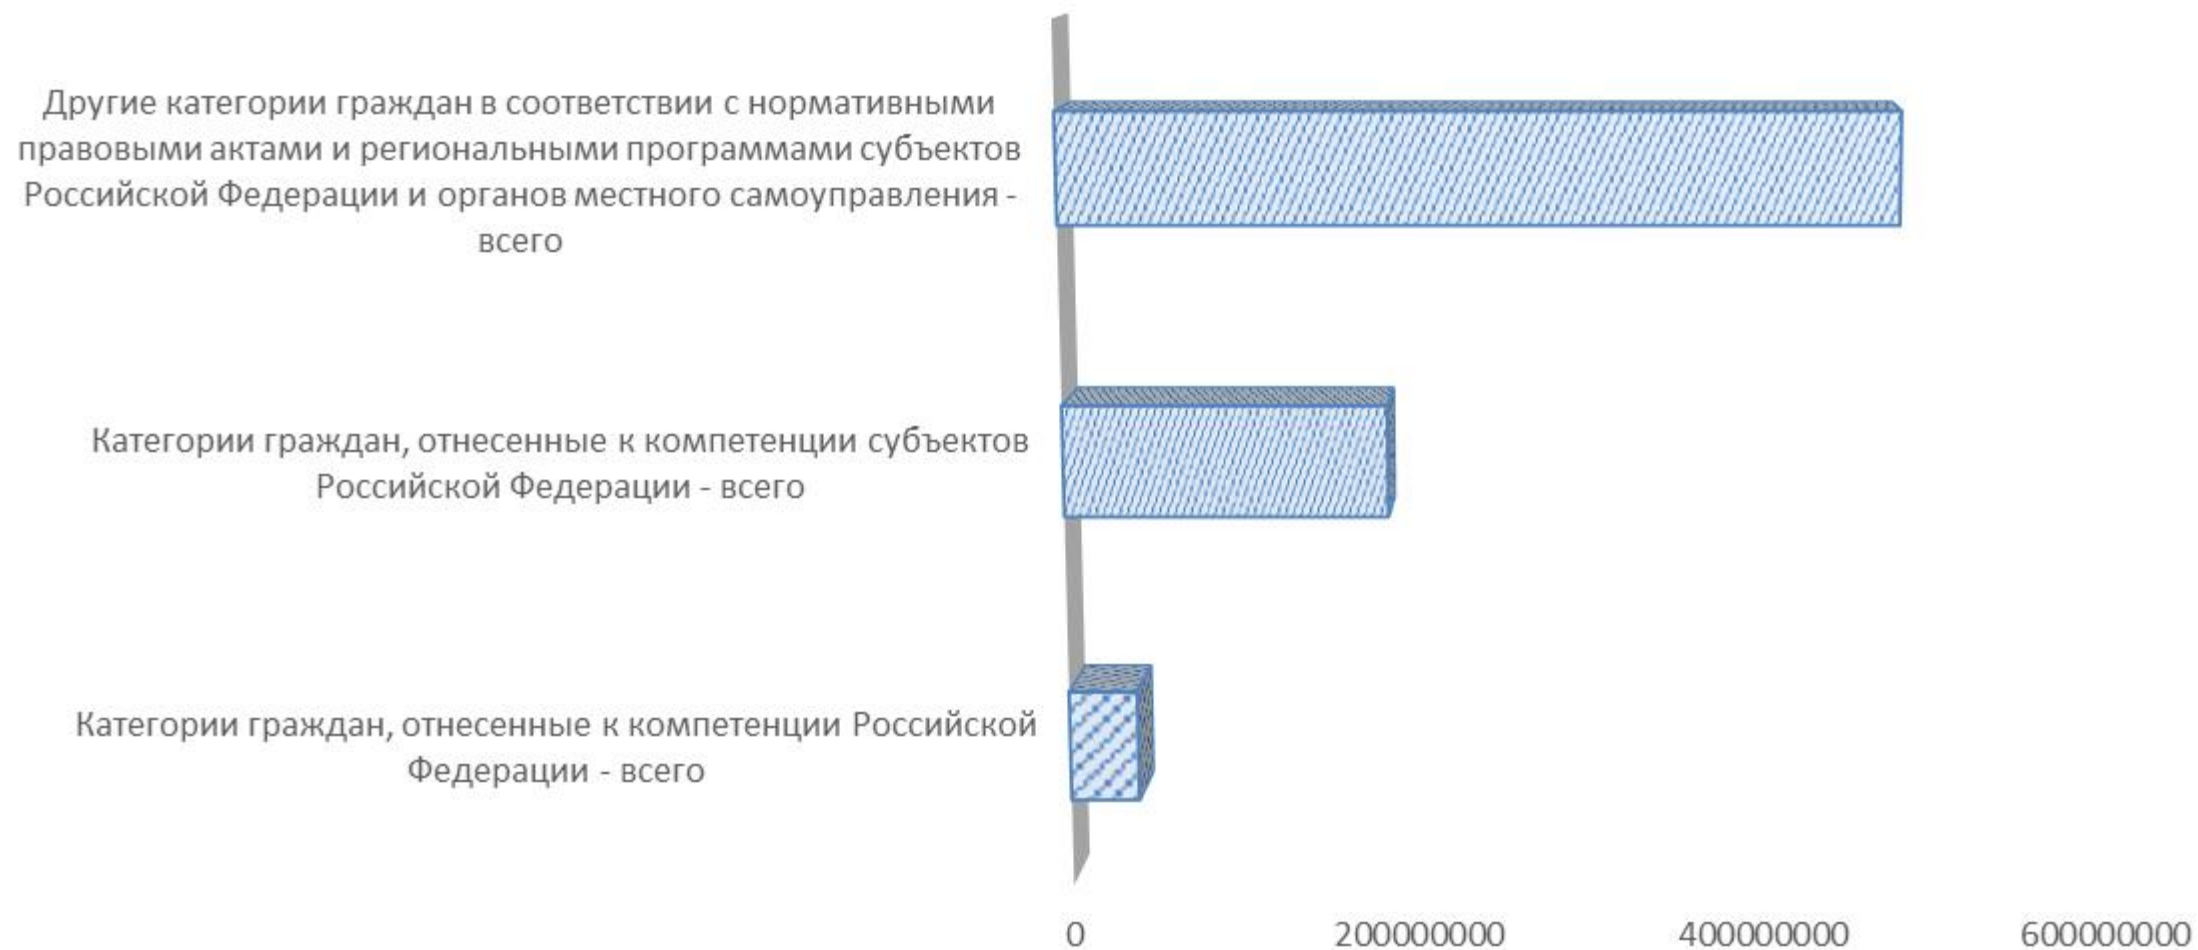 Другие категории граждан в соответствии с нормативными
правовыми актами и региональными программами субъектов
Российской Федерации и органов местного самоуправления -
всего
Категории граждан, отнесенные к компетенции субъектов
Российской Федерации - всего
Категории граждан, отнесенные к компетенции Российской
Федерации - всего
0 200000000 400000000 600000000